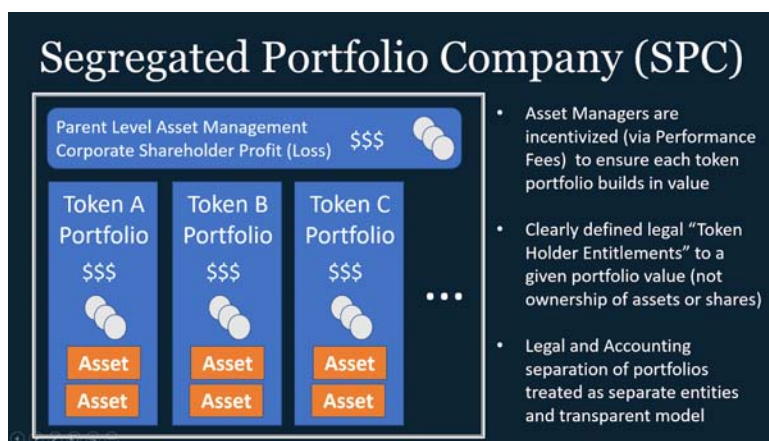 Segregated Portfolio Company (SPC)
Parent Level Asset Management
Corporate Shareholder Profit (Loss)
$$$
Token A
Portfolio
$$$
Asset
Asset
Token B
Portfolio
$$$
Asset
Asset
Token C
Portfolio
$$$
Asset
Asset
...
• Asset Managers are
incentivized (via Performance
Fees) to ensure each token
portfolio builds in value
• Clearly defined legal “Token
Holder Entitlements” to a
given portfolio value (not
ownership of assets or shares)
• Legal and Accounting
separation of portfolios
treated as separate entities
and transparent model